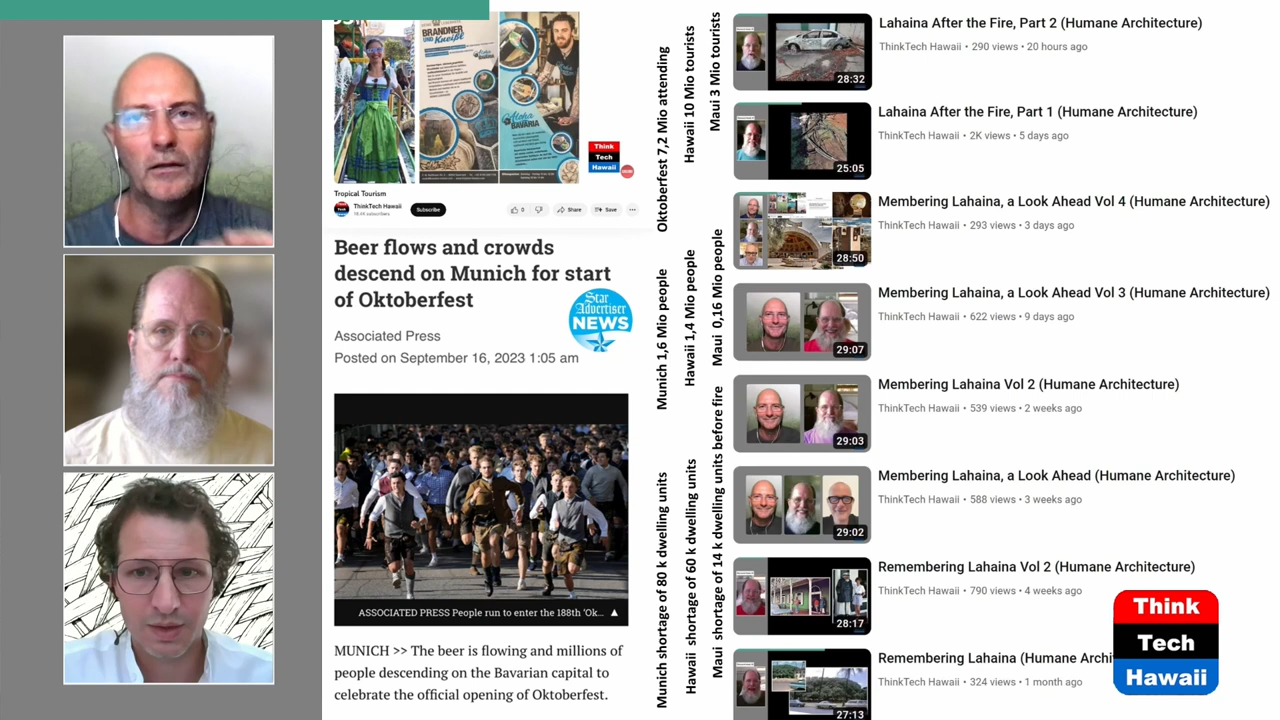 BRANDNER
UND Kneipe
Aloha
BAVARIA
Think
Tech
Hawaii
Tropical Tourism
ThinkTech Hawaii
Subscribe
0
Share
Save
Beer flows and crowds
descend on Munich for start
of Oktoberfest
Star
Advertiser
NEWS
Associated Press
Posted on September 16, 2023 1:05 am
ASSOCIATED PRESS People run to enter the 188th 'Ok... ▲
MUNICH >> The beer is flowing and millions of
people descending on the Bavarian capital to
celebrate the official opening of Oktoberfest.
Oktoberfest 7,2 Mio attending
Hawaii 10 Mio tourists
Maui 3 Mio tourists
Munich 1,6 Mio people
Hawaii 1,4 Mio people
Maui 0,16 Mio people
Munich shortage of 80 k dwelling units
Hawaii shortage of 60 k dwelling units
Maui shortage of 14 k dwelling units before fire
28:32
Lahaina After the Fire, Part 2 (Humane Architecture)
ThinkTech Hawaii • 290 views • 20 hours ago
25:05
Lahaina After the Fire, Part 1 (Humane Architecture)
ThinkTech Hawaii • 2K views • 5 days ago
28:50
Membering Lahaina, a Look Ahead Vol 4 (Humane Architecture)
ThinkTech Hawaii • 293 views • 3 days ago
29:07
Membering Lahaina, a Look Ahead Vol 3 (Humane Architecture)
ThinkTech Hawaii • 622 views • 9 days ago
29:03
Membering Lahaina Vol 2 (Humane Architecture)
ThinkTech Hawaii • 539 views • 2 weeks ago
29:02
Membering Lahaina, a Look Ahead (Humane Architecture)
ThinkTech Hawaii • 588 views • 3 weeks ago
28:17
Remembering Lahaina Vol 2 (Humane Architecture)
ThinkTech Hawaii • 790 views • 4 weeks ago
27:13
Remembering Lahaina (Humane Archi
ThinkTech Hawaii • 324 views • 1 month ago
Think
Tech
Hawaii